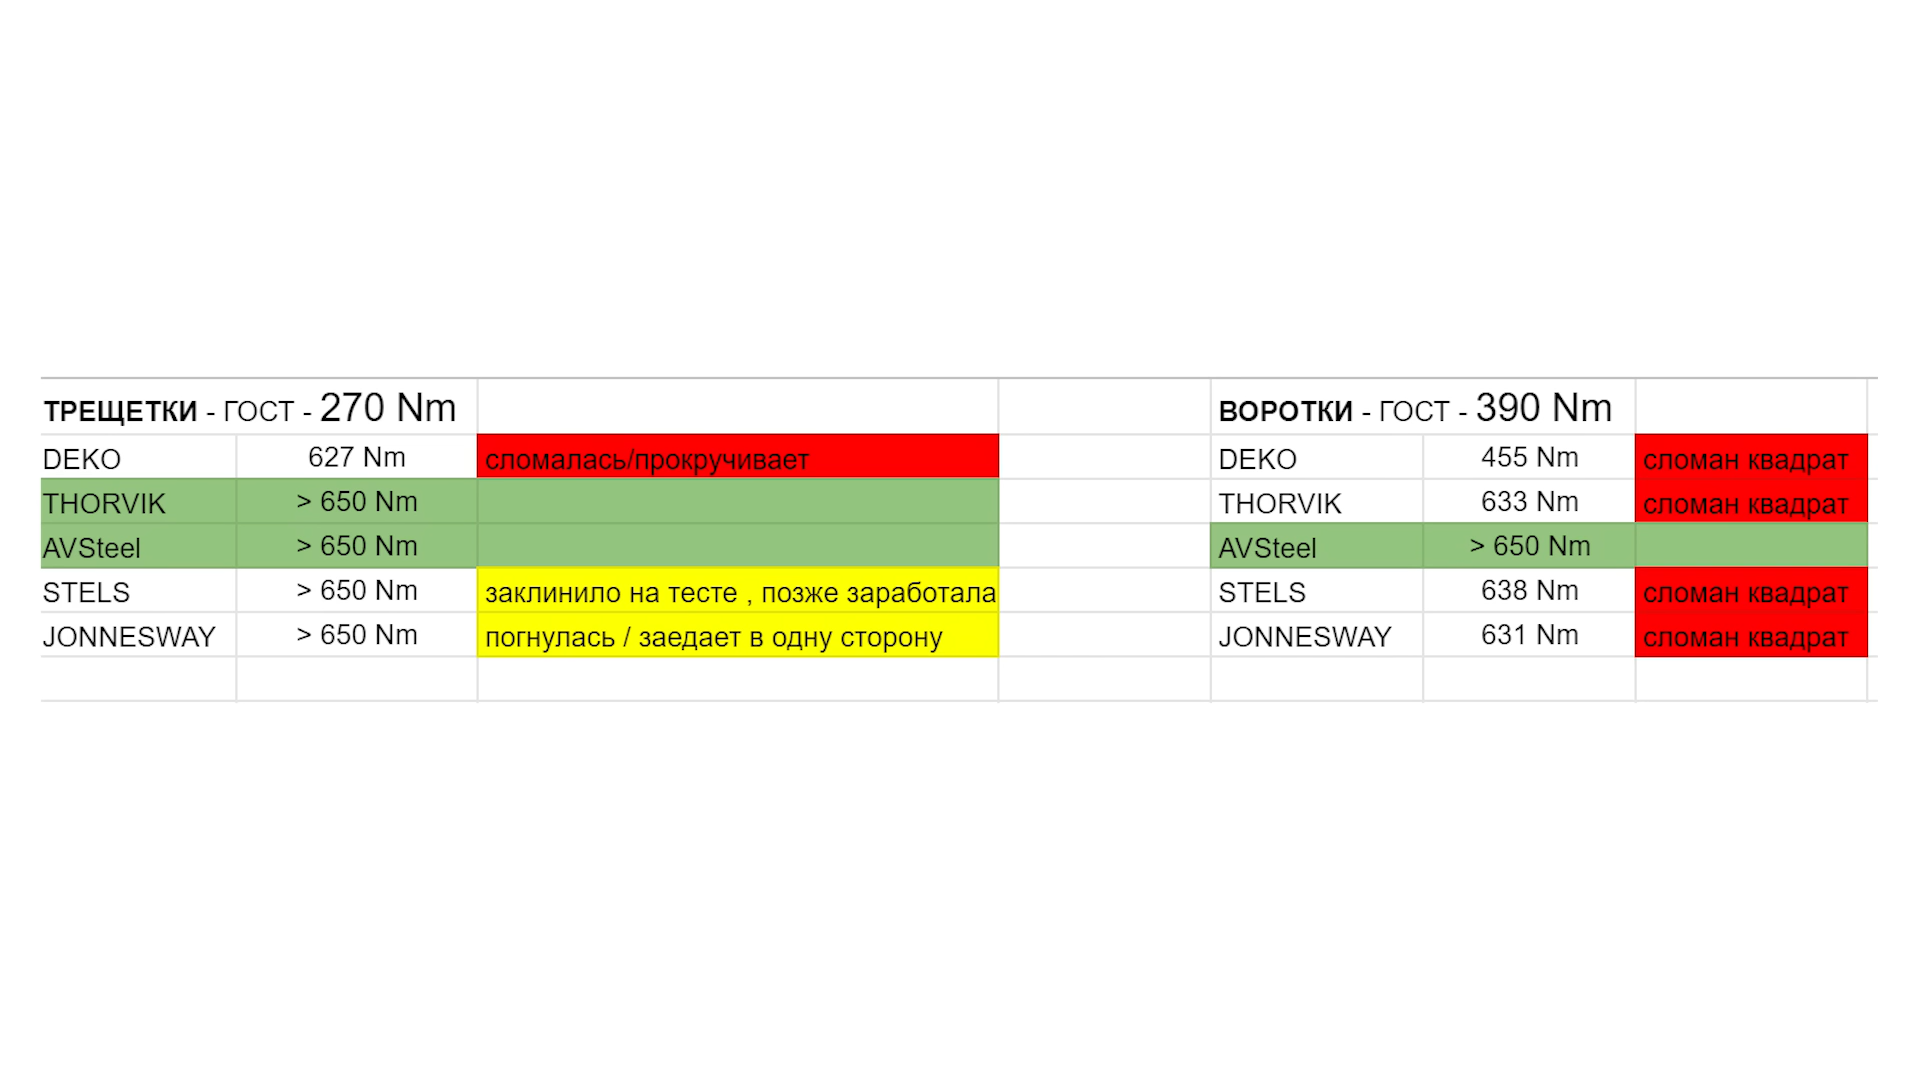 ТРЕЩЕТКИ - ГОСТ - 270 Nm
DEKO 627 Nm сломалась/прокручивает
THORVIK > 650 Nm
AVSteel > 650 Nm
STELS > 650 Nm заклинило на тесте , позже заработала
JONNESWAY > 650 Nm погнулась / заедает в одну сторону
ВОРОТКИ - ГОСТ - 390 Nm
DEKO 455 Nm сломан квадрат
THORVIK 633 Nm сломан квадрат
AVSteel > 650 Nm
STELS 638 Nm сломан квадрат
JONNESWAY 631 Nm сломан квадрат